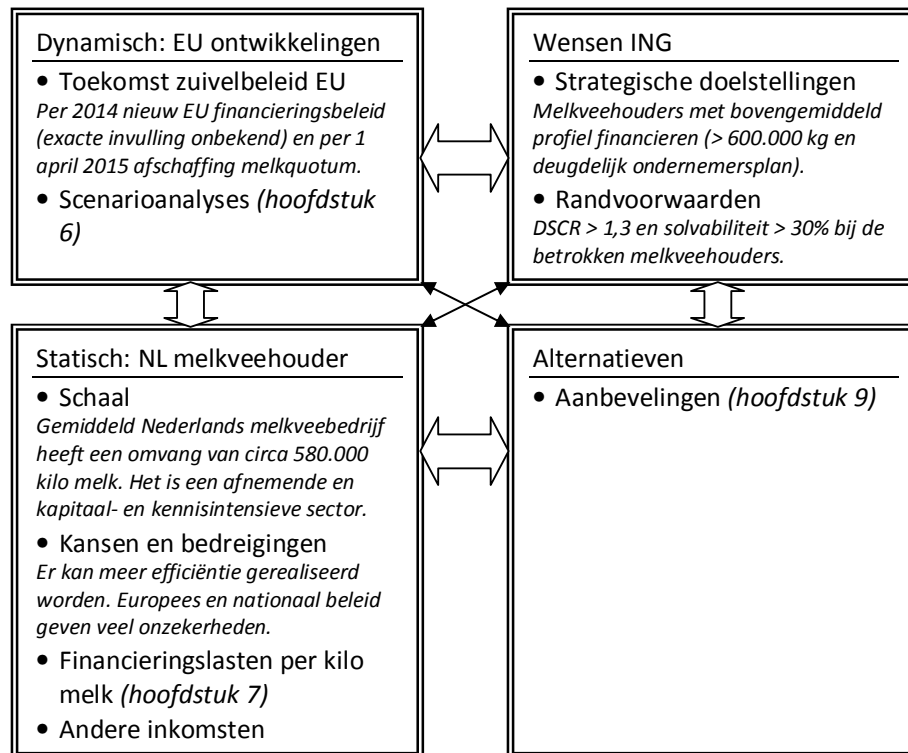 Dynamisch: EU ontwikkelingen
• Toekomst zuivelbeleid EU
Per 2014 nieuw EU financieringsbeleid
(exacte invulling onbekend) en per 1
april 2015 afschaffing melkquotum.
• Scenarioanalyses (hoofdstuk
6)
Wensen ING
• Strategische doelstellingen
Melkveehouders met bovengemiddeld
profiel financieren (> 600.000 kg en
deugdelijk ondernemersplan).
• Randvoorwaarden
DSCR > 1,3 en solvabiliteit > 30% bij de
betrokken melkveehouders.
Statisch: NL melkveehouder
• Schaal
Gemiddeld Nederlands melkveebedrijf
heeft een omvang van circa 580.000
kilo melk. Het is een afnemende en
kapitaal- en kennisintensieve sector.
• Kansen en bedreigingen
Er kan meer efficiëntie gerealiseerd
worden. Europees en nationaal beleid
geven veel onzekerheden.
• Financieringslasten per kilo
melk (hoofdstuk 7)
• Andere inkomsten
Alternatieven
• Aanbevelingen (hoofdstuk 9)